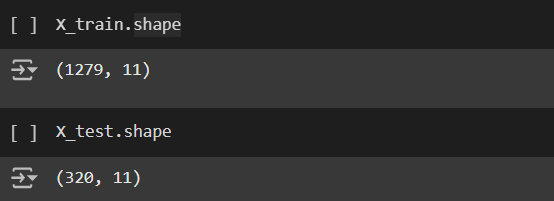 [ ] X_train.shape
(1279, 11)
[ ] X_test.shape
(320, 11)